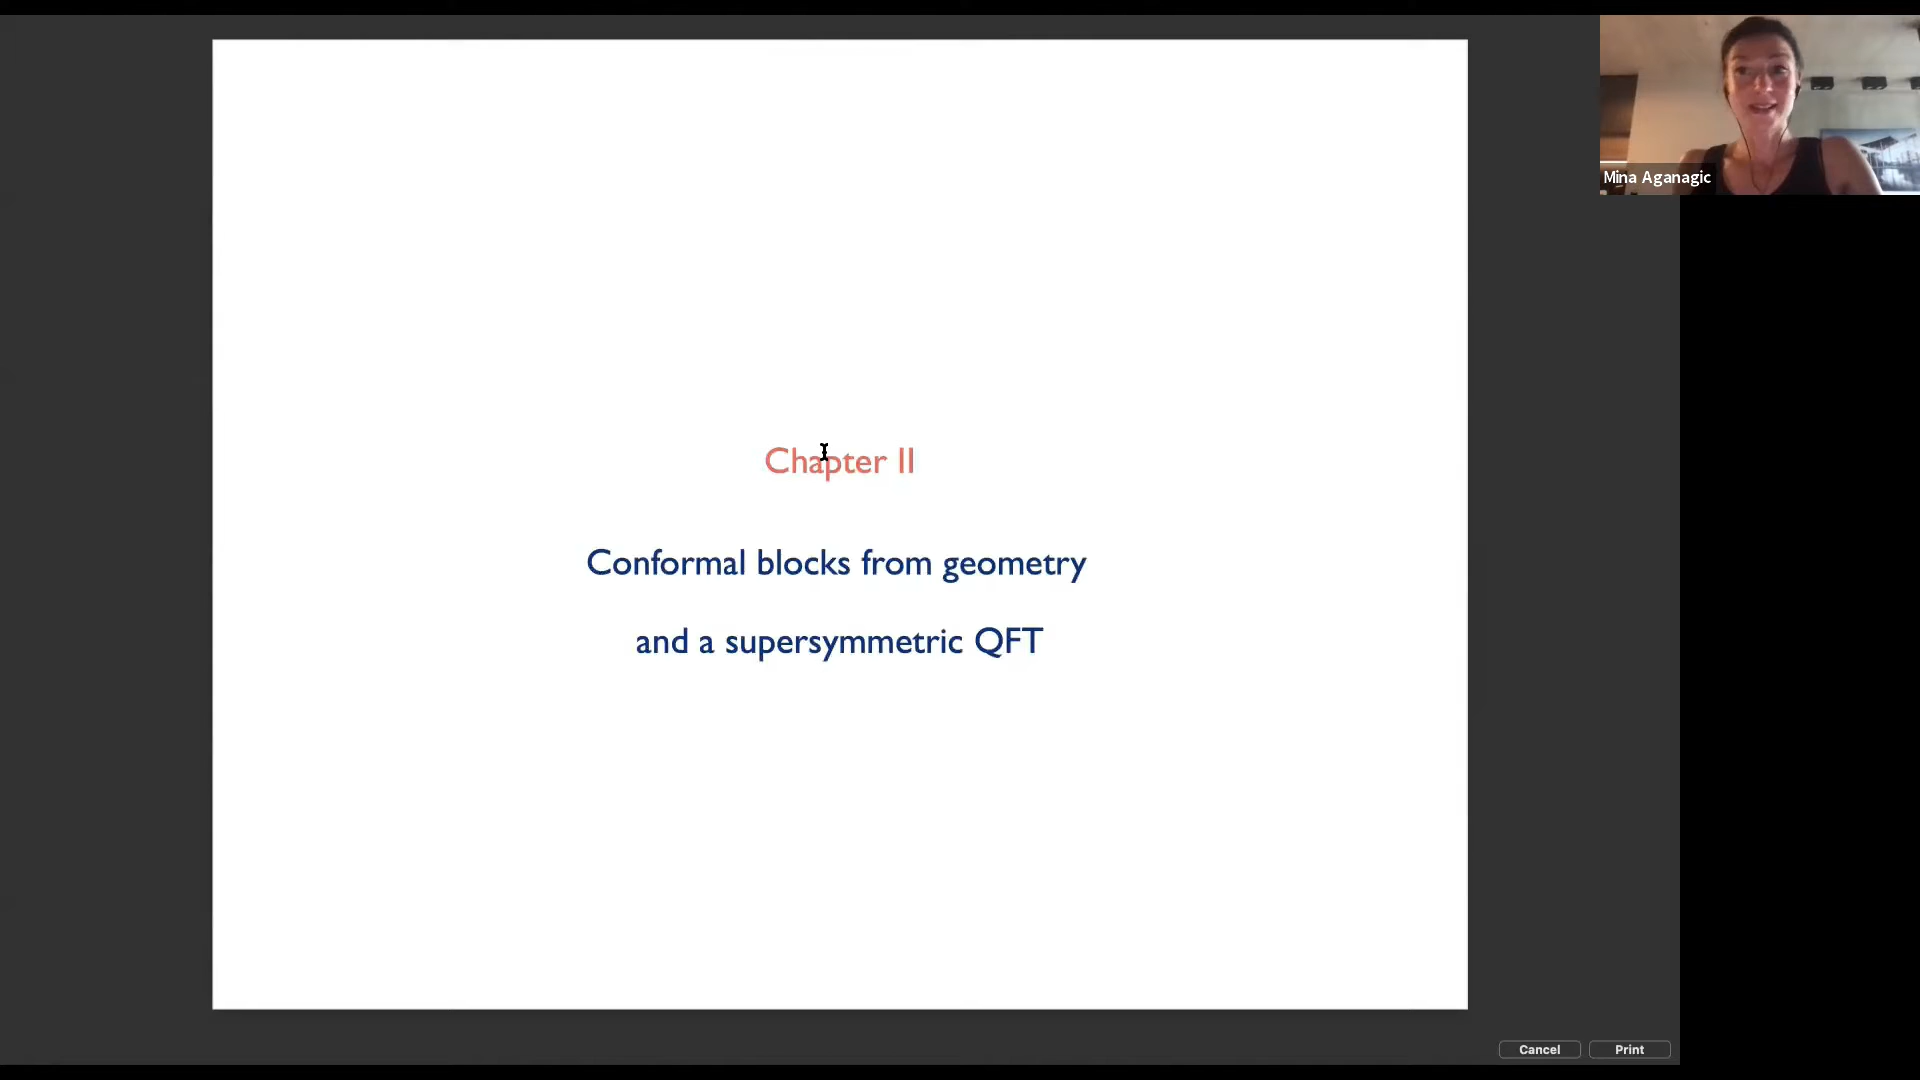 Mina Aganagic
Chapter II
Conformal blocks from geometry
and a supersymmetric QFT
Cancel
Print